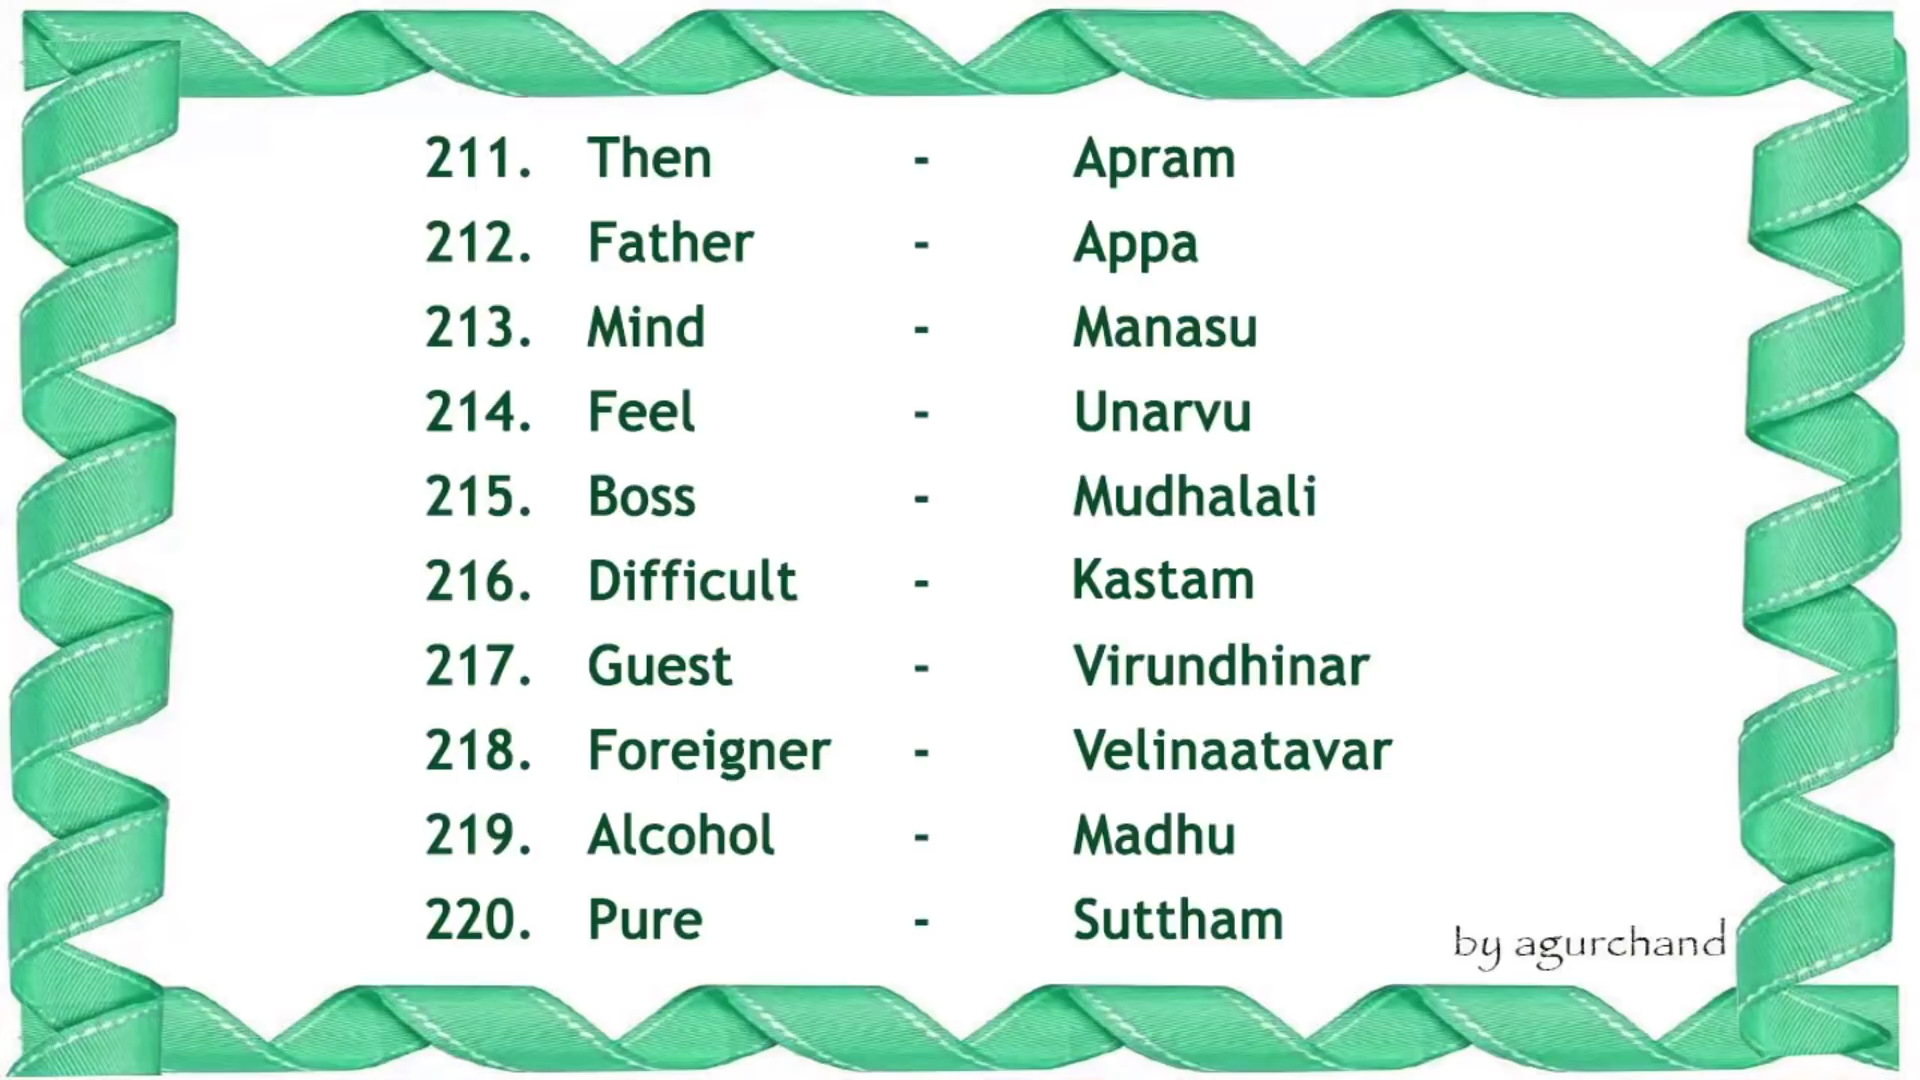 211. Then - Apram
212. Father - Appa
213. Mind - Manasu
214. Feel - Unarvu
215. Boss - Mudhalali
216. Difficult - Kastam
217. Guest - Virundhinar
218. Foreigner - Velinaatavar
219. Alcohol - Madhu
220. Pure - Suttham
by agurchand